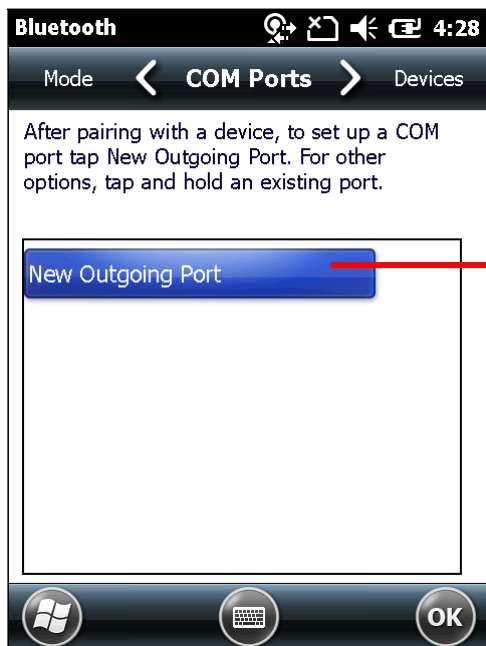 Bluetooth 4:28
Mode COM Ports Devices
After pairing with a device, to set up a COM
port tap New Outgoing Port. For other
options, tap and hold an existing port.
New Outgoing Port
OK